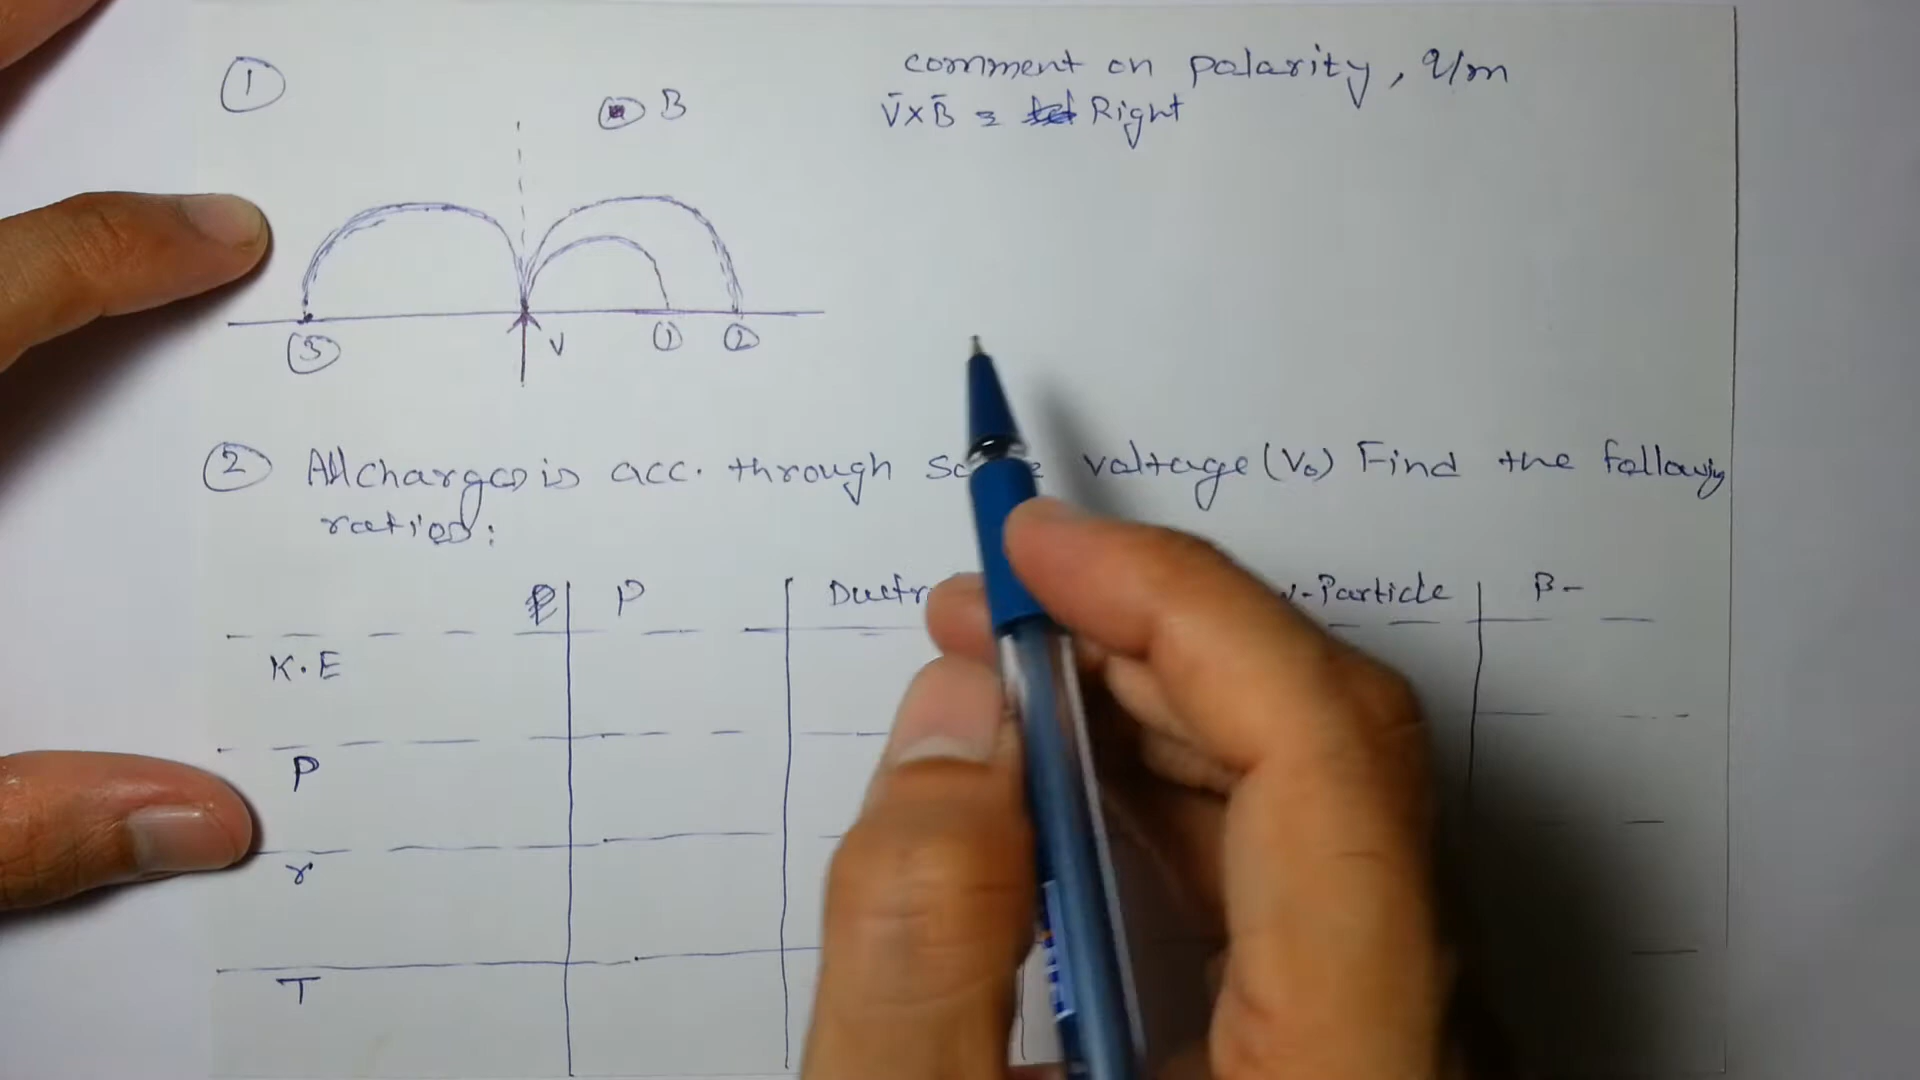 ① comment on polarity, q/m
B
V̄ x B̄ = Right
③ V ① ②
② All charges is acc. through voltage (V₀) Find the following
ratios:
P -Particle β-
K.E
P
r
T